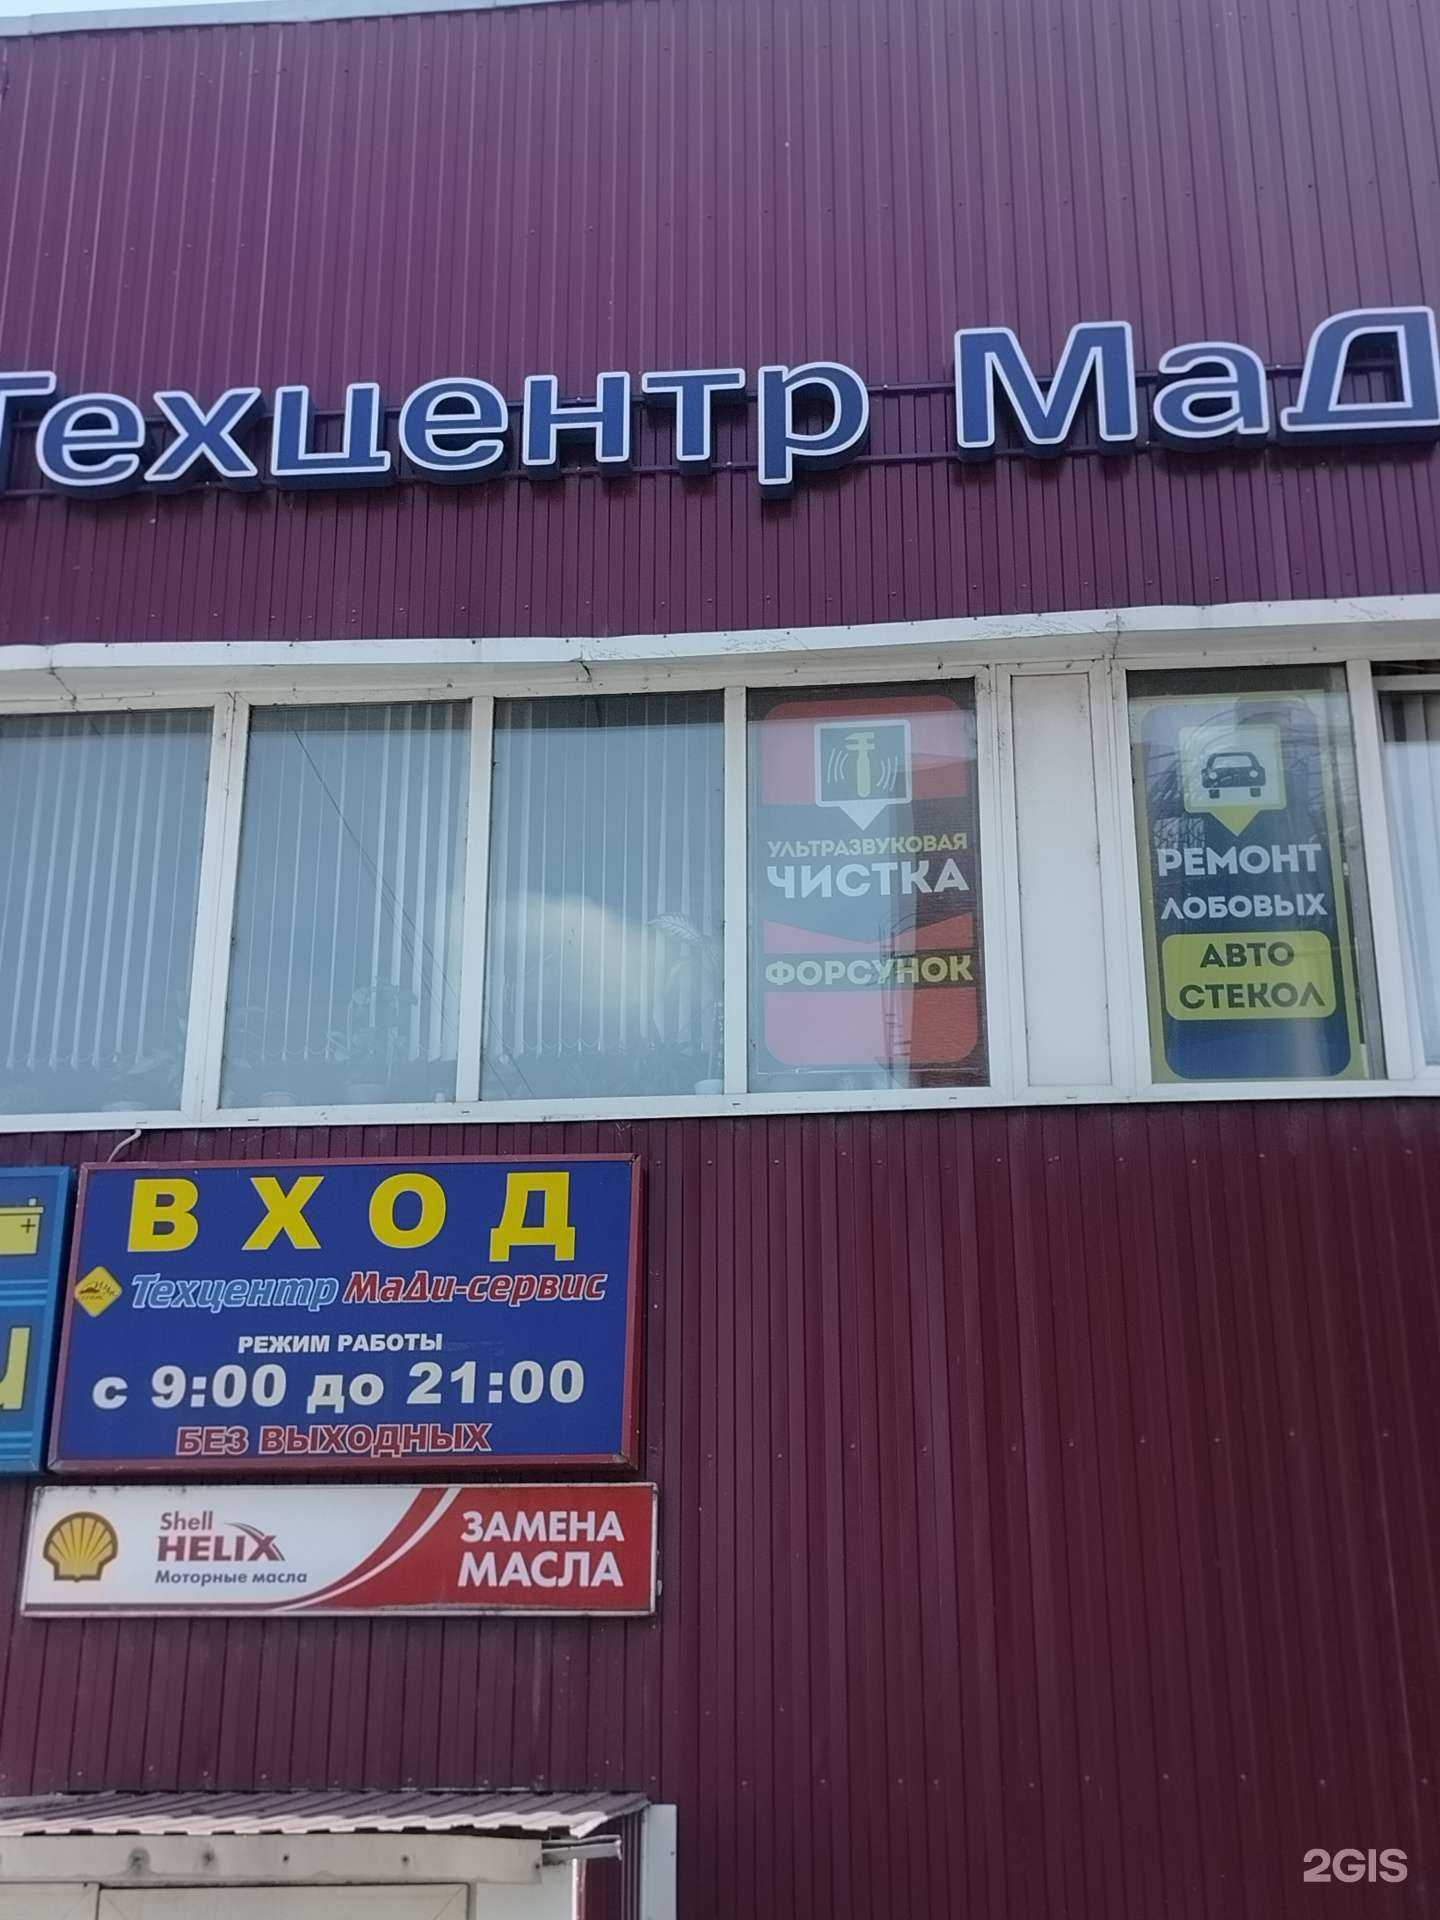 Техцентр МаД
УЛЬТРАЗВУКОВАЯ
ЧИСТКА
ФОРСУНОК
РЕМОНТ
ЛОБОВЫХ
АВТО
СТЕКОЛ
ВХОД
Техцентр МаДи-сервис
РЕЖИМ РАБОТЫ
с 9:00 до 21:00
БЕЗ ВЫХОДНЫХ
Shell
HELIX
Моторные масла
ЗАМЕНА
МАСЛА
2GIS